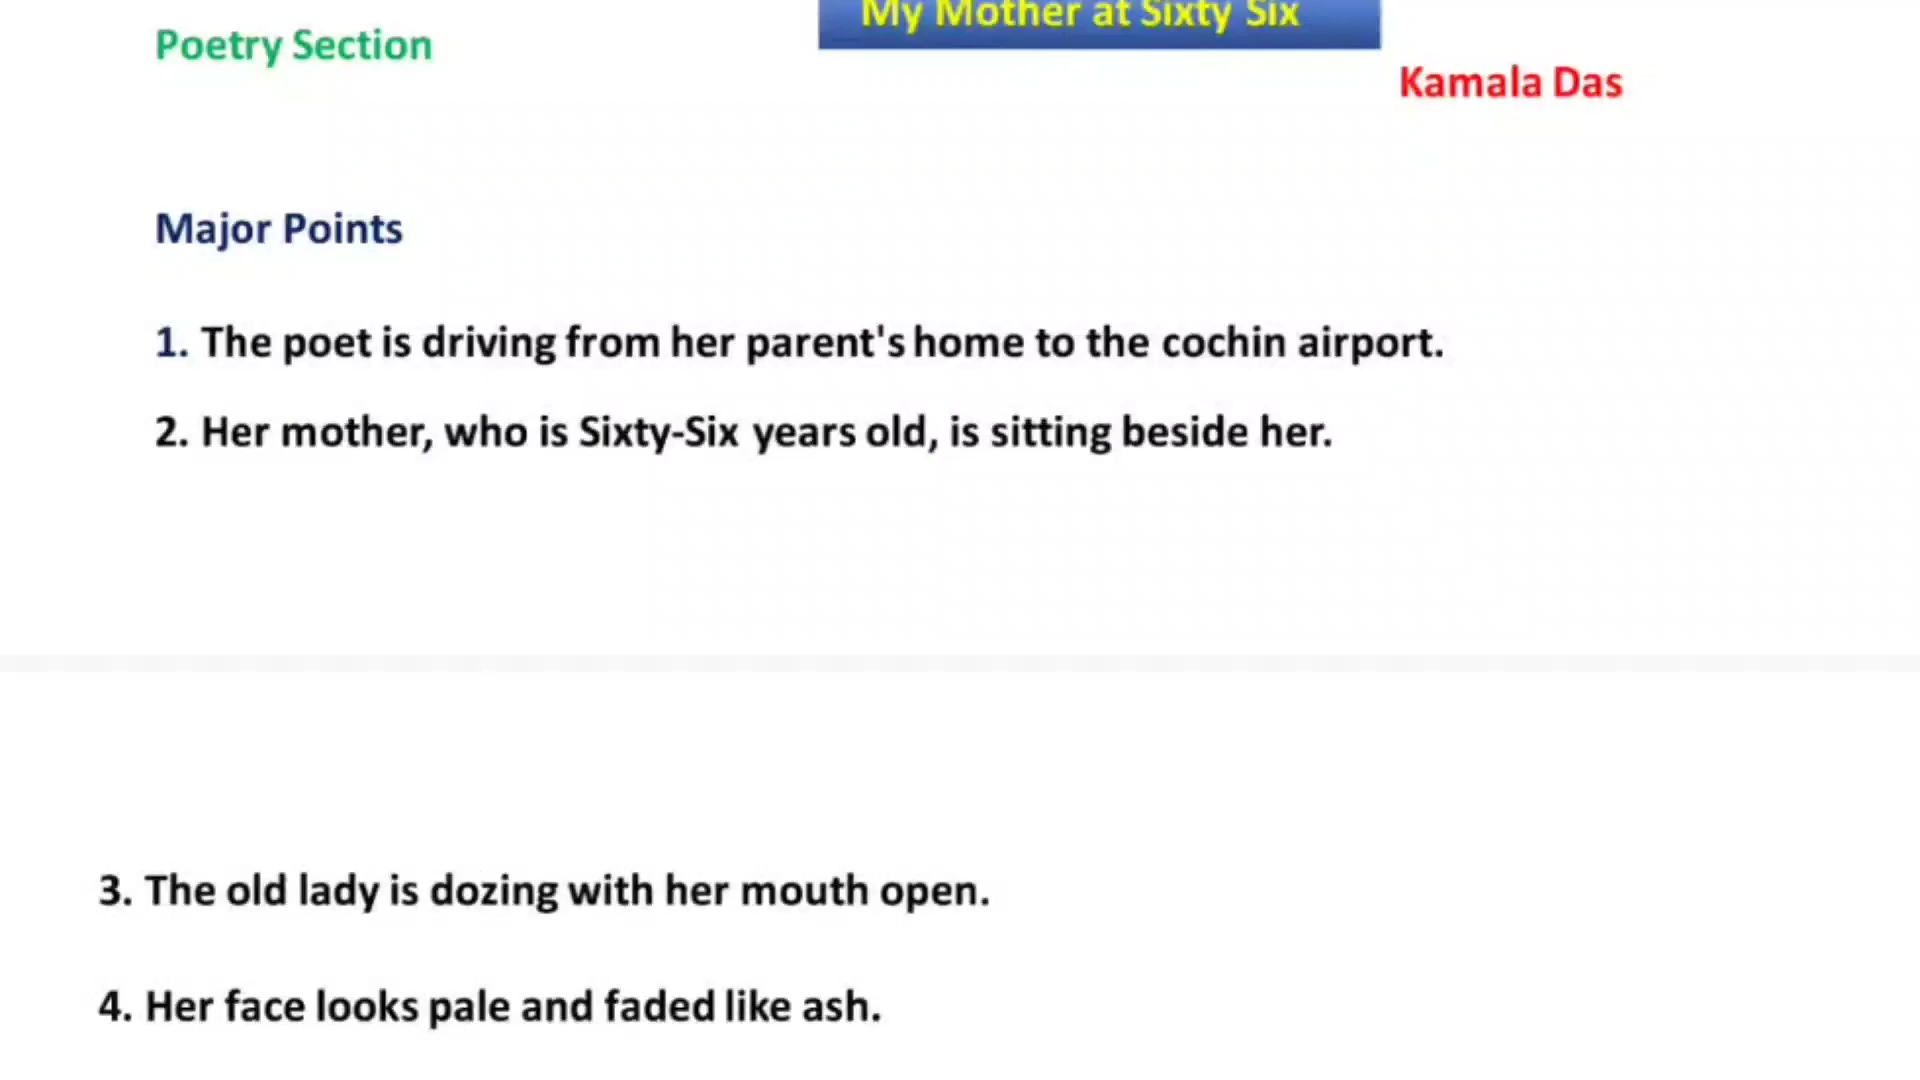 My Mother at Sixty Six
Poetry Section
Kamala Das
Major Points
1. The poet is driving from her parent's home to the cochin airport.
2. Her mother, who is Sixty-Six years old, is sitting beside her.
3. The old lady is dozing with her mouth open.
4. Her face looks pale and faded like ash.